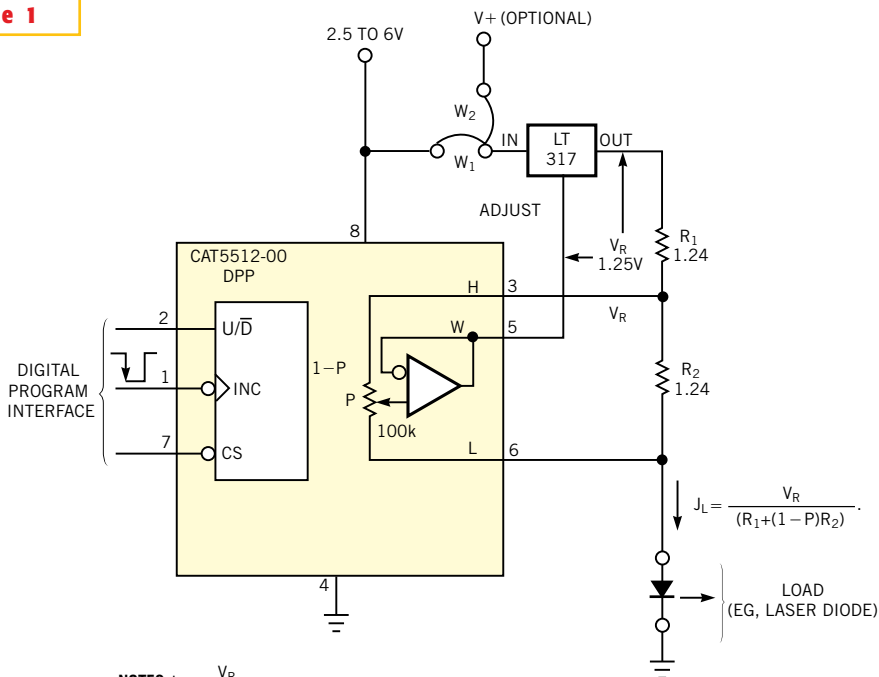 e 1
V+ (OPTIONAL)
2.5 TO 6V
W2
IN
LT
317
OUT
W1
ADJUST
8
VR
1.25V
R1
1.24
CAT5512-00
DPP
H
3
VR
2
U/D̅
W
5
DIGITAL
PROGRAM
INTERFACE
1
INC
1−P
P
100k
R2
1.24
7
CS
L
6
JL= VR
(R1+(1−P)R2) .
4
LOAD
(EG, LASER DIODE)
VR